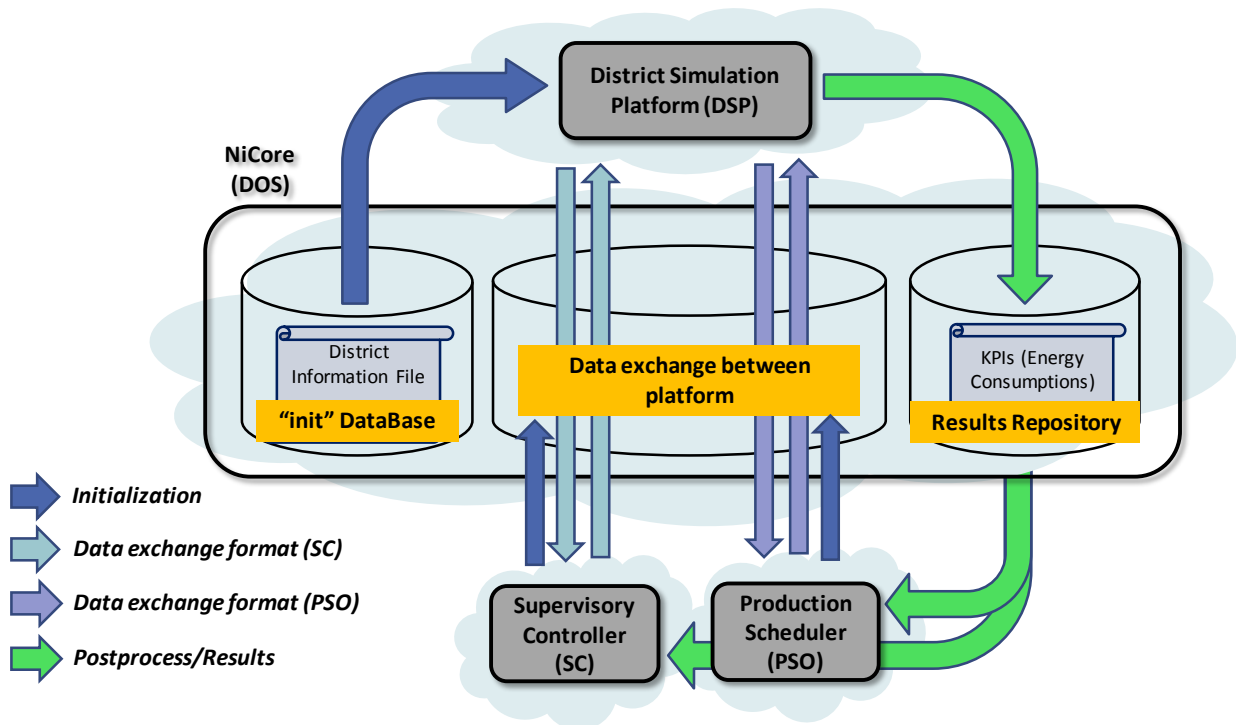 District Simulation
Platform (DSP)
NiCore
(DOS)
District
Information File
“init” DataBase
Data exchange between
platform
KPIs (Energy
Consumptions)
Results Repository
Initialization
Data exchange format (SC)
Data exchange format (PSO)
Postprocess/Results
Supervisory
Controller
(SC)
Production
Scheduler
(PSO)